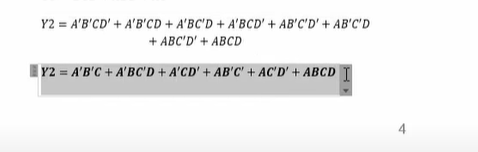 Y2 = A′B′CD′ + A′B′CD + A′BC′D + A′BCD′ + AB′C′D′ + AB′C′D
+ ABC′D′ + ABCD
Y2 = A′B′C + A′BC′D + A′CD′ + AB′C′ + AC′D′ + ABCD
4